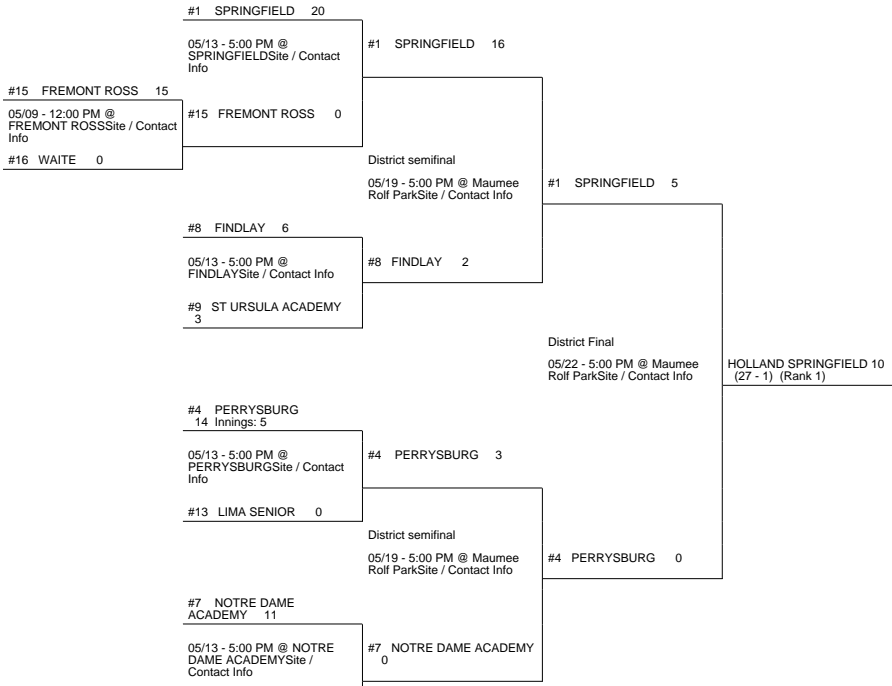 #1 SPRINGFIELD 20
05/13 - 5:00 PM @
SPRINGFIELDSite / Contact
Info
#1 SPRINGFIELD 16
#15 FREMONT ROSS 15
05/09 - 12:00 PM @
FREMONT ROSSSite / Contact
Info
#16 WAITE 0
#15 FREMONT ROSS 0
District semifinal
05/19 - 5:00 PM @ Maumee
Rolf ParkSite / Contact Info
#1 SPRINGFIELD 5
#8 FINDLAY 6
05/13 - 5:00 PM @
FINDLAYSite / Contact Info
#9 ST URSULA ACADEMY
3
#8 FINDLAY 2
District Final
05/22 - 5:00 PM @ Maumee
Rolf ParkSite / Contact Info
HOLLAND SPRINGFIELD 10
(27 - 1) (Rank 1)
#4 PERRYSBURG
14 Innings: 5
05/13 - 5:00 PM @
PERRYSBURGSite / Contact
Info
#13 LIMA SENIOR 0
#4 PERRYSBURG 3
District semifinal
05/19 - 5:00 PM @ Maumee
Rolf ParkSite / Contact Info
#4 PERRYSBURG 0
#7 NOTRE DAME
ACADEMY 11
05/13 - 5:00 PM @ NOTRE
DAME ACADEMYSite /
Contact Info
#7 NOTRE DAME ACADEMY
0